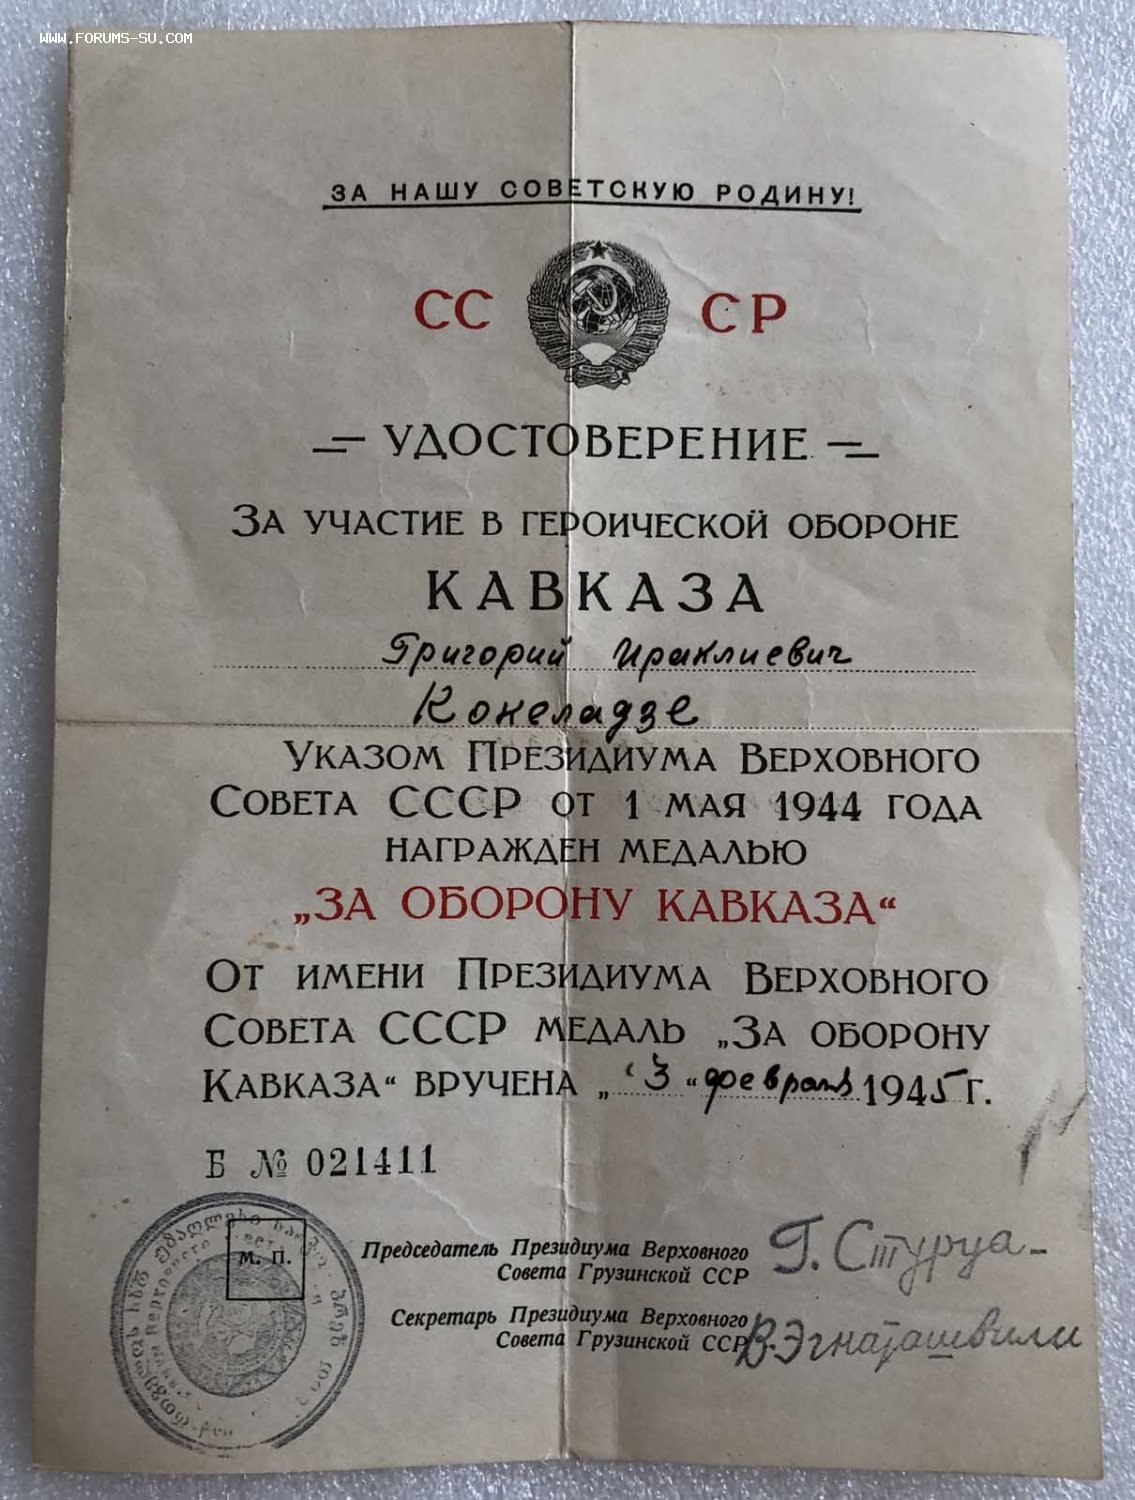 WWW.FORUMS-SU.COM
ЗА НАШУ СОВЕТСКУЮ РОДИНУ!
СС СР
УДОСТОВЕРЕНИЕ
ЗА УЧАСТИЕ В ГЕРОИЧЕСКОЙ ОБОРОНЕ
КАВКАЗА
Григорий Ираклиевич
Кокеладзе
УКАЗОМ ПРЕЗИДИУМА ВЕРХОВНОГО
СОВЕТА СССР ОТ 1 МАЯ 1944 ГОДА
НАГРАЖДЕН МЕДАЛЬЮ
„ЗА ОБОРОНУ КАВКАЗА“
ОТ ИМЕНИ ПРЕЗИДИУМА ВЕРХОВНОГО
СОВЕТА СССР МЕДАЛЬ „ЗА ОБОРОНУ
КАВКАЗА“ ВРУЧЕНА „3“ февраля 1945 Г.
Б № 021411
М. П.
Председатель Президиума Верховного
Совета Грузинской ССР
Г. Стуруа
Секретарь Президиума Верховного
Совета Грузинской ССР
В. Эгнаташвили